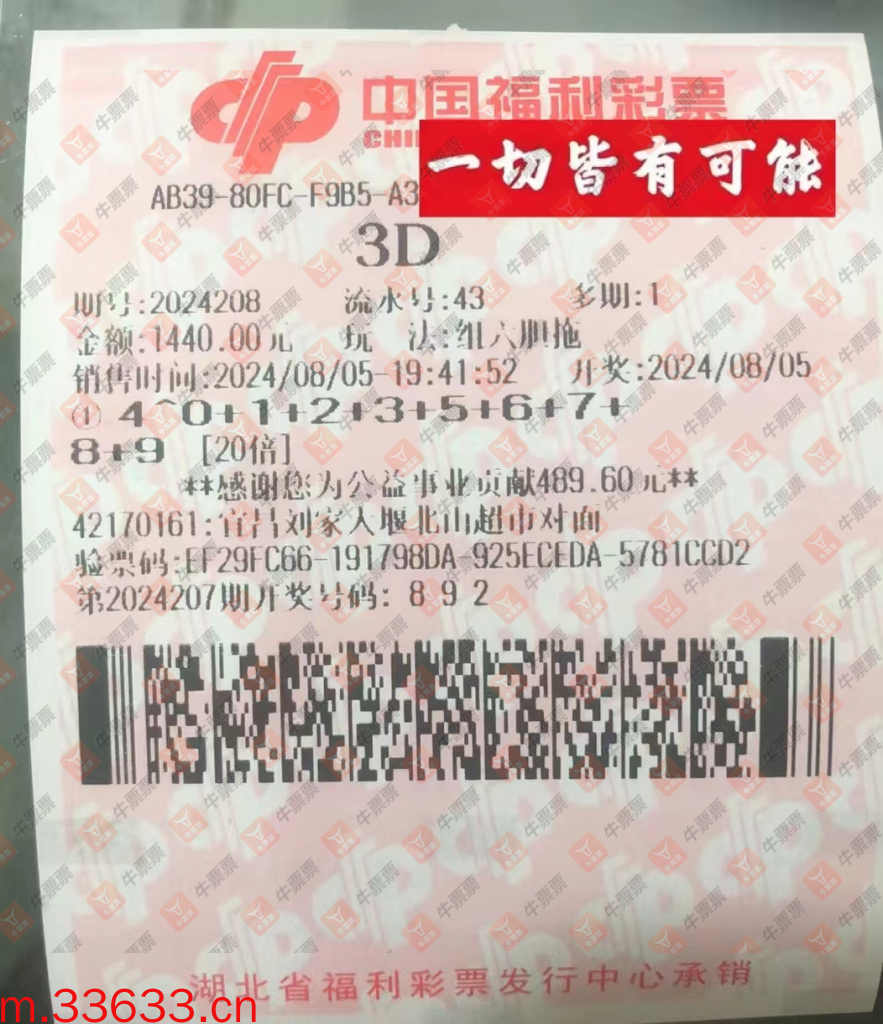 中国福利彩票
CHI
一切皆有可能
AB39-80FC-F9B5-A3
3D
期号:2024208 流水号:43 多期:1
金额:1440.00元 玩 法:组六胆拖
销售时间:2024/08/05-19:41:52 开奖:2024/08/05
① 4^0+1+2+3+5+6+7+
8+9 [20倍]
**感谢您为公益事业贡献489.60元**
42170161:宜昌刘家大堰北山超市对面
验票码:EF29FC66-191798DA-925ECEDA-5781CCD2
第2024207期开奖号码: 8 9 2
湖北省福利彩票发行中心承销
m.33633.cn
牛票票